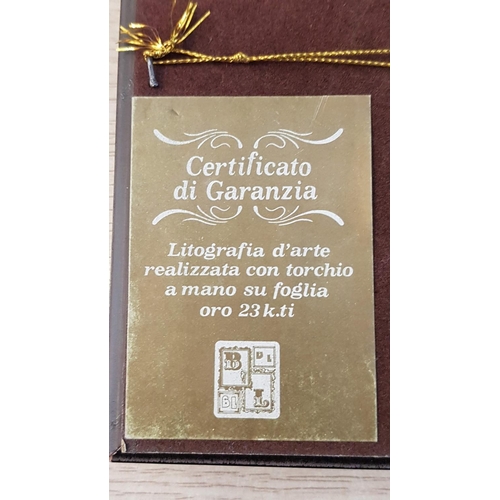 Certificato
di Garanzia
Litografia d'arte
realizzata con torchio
a mano su foglia
oro 23 k.ti
B
L